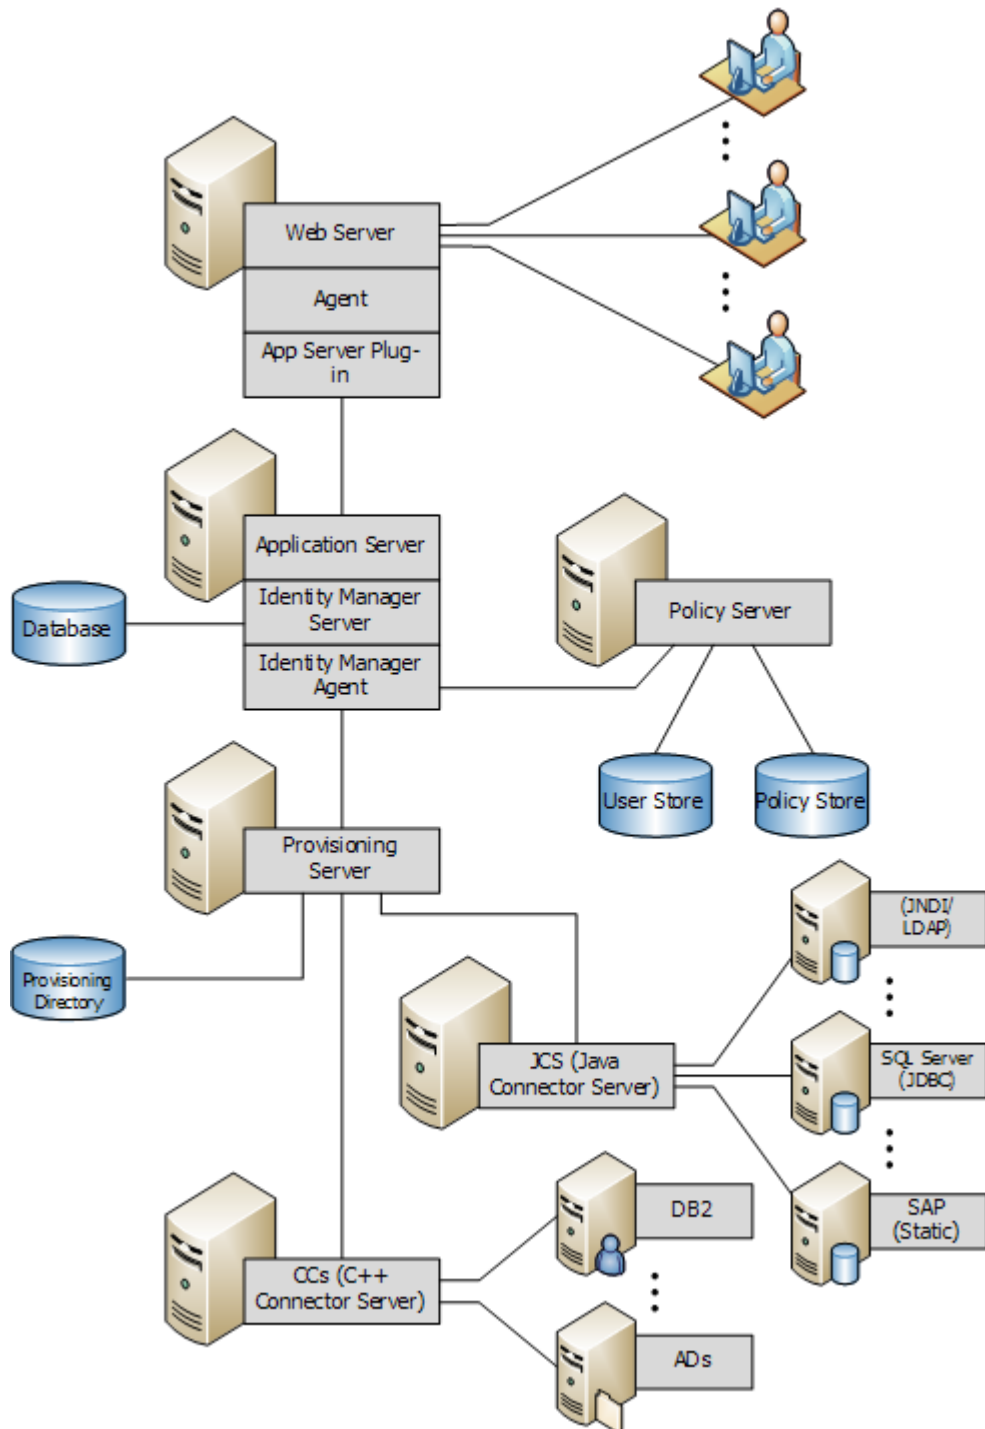 Web Server
Agent
App Server Plug-
in
Application Server
Identity Manager
Server
Identity Manager
Agent
Database
Policy Server
User Store
Policy Store
Provisioning
Server
Provisioning
Directory
(JNDI/
LDAP)
JCS (Java
Connector Server)
SQL Server
(JDBC)
SAP
(Static)
DB2
CCs (C++
Connector Server)
ADs